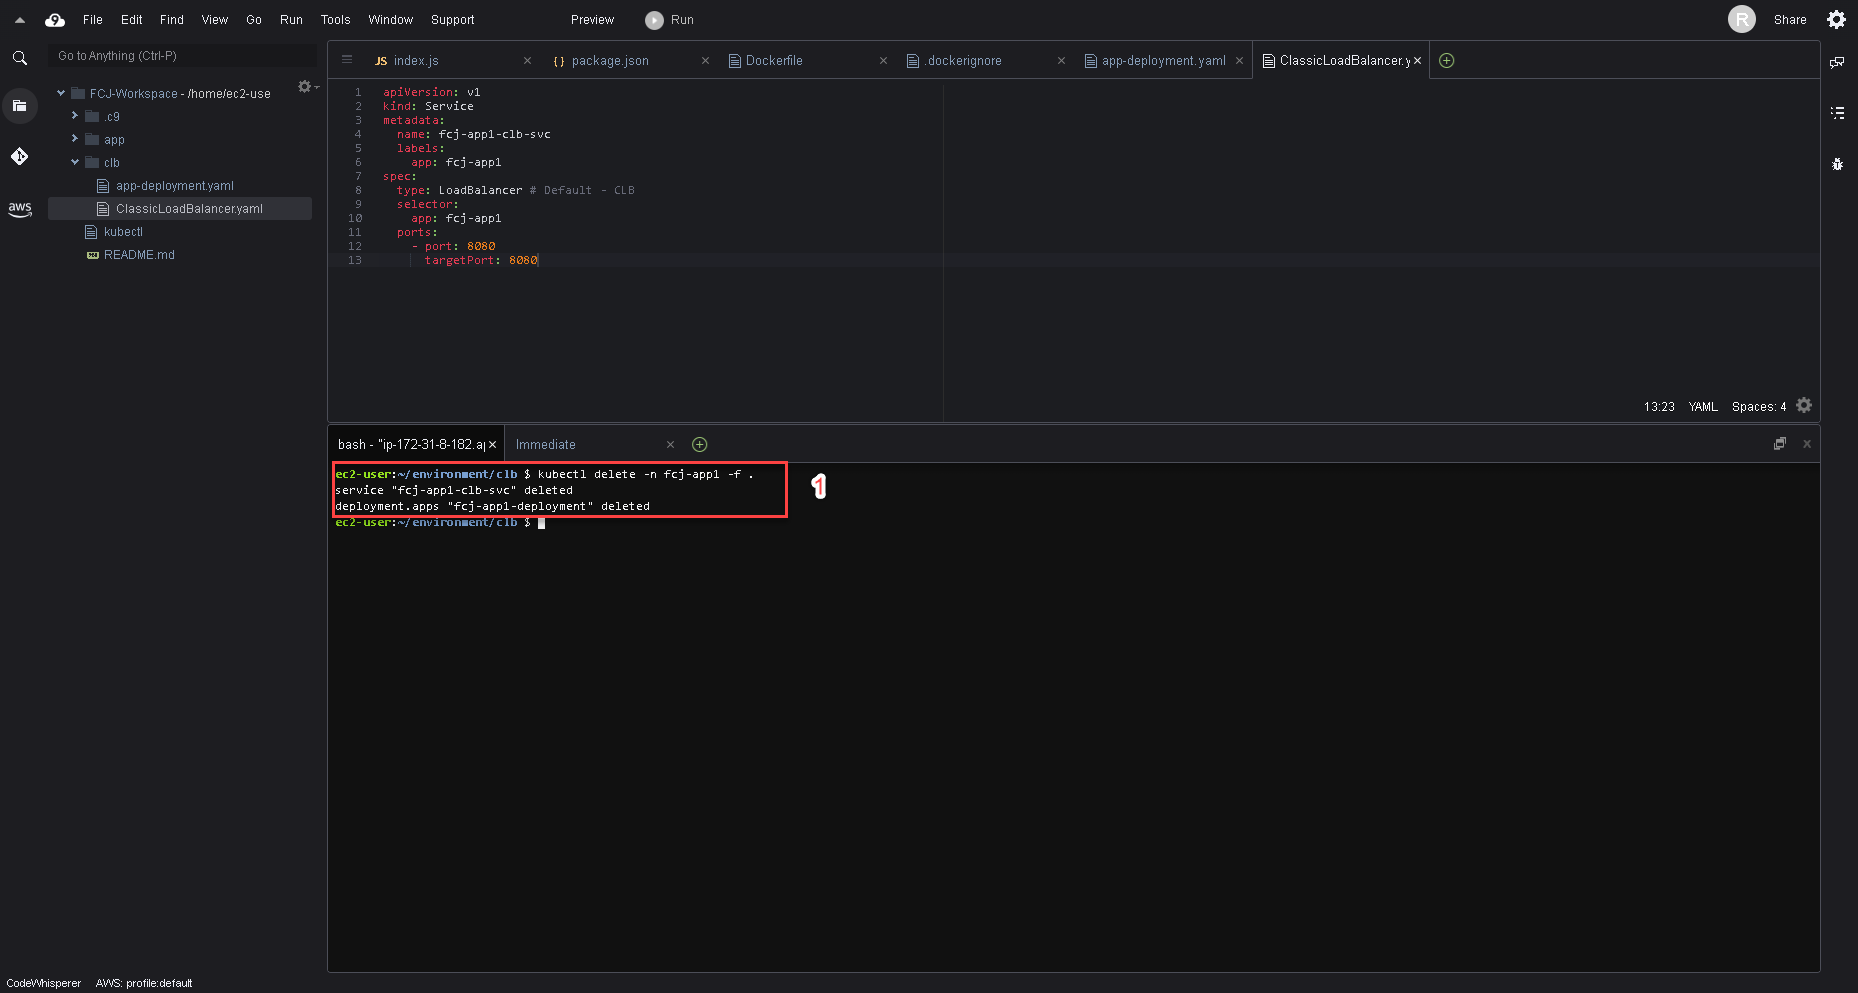 File Edit Find View Go Run Tools Window Support Preview Run R Share
Go to Anything (Ctrl-P)
FCJ-Workspace - /home/ec2-use
.c9
app
clb
app-deployment.yaml
ClassicLoadBalancer.yaml
kubectl
README.md
aws
JS index.js
{} package.json
Dockerfile
.dockerignore
app-deployment.yaml
ClassicLoadBalancer.y
1 apiVersion: v1
2 kind: Service
3 metadata:
4 name: fcj-app1-clb-svc
5 labels:
6 app: fcj-app1
7 spec:
8 type: LoadBalancer # Default - CLB
9 selector:
10 app: fcj-app1
11 ports:
12 - port: 8080
13 targetPort: 8080
13:23 YAML Spaces: 4
bash - "ip-172-31-8-182.ap
Immediate
ec2-user:~/environment/clb $ kubectl delete -n fcj-app1 -f .
service "fcj-app1-clb-svc" deleted
deployment.apps "fcj-app1-deployment" deleted
ec2-user:~/environment/clb $
1
CodeWhisperer AWS: profile:default